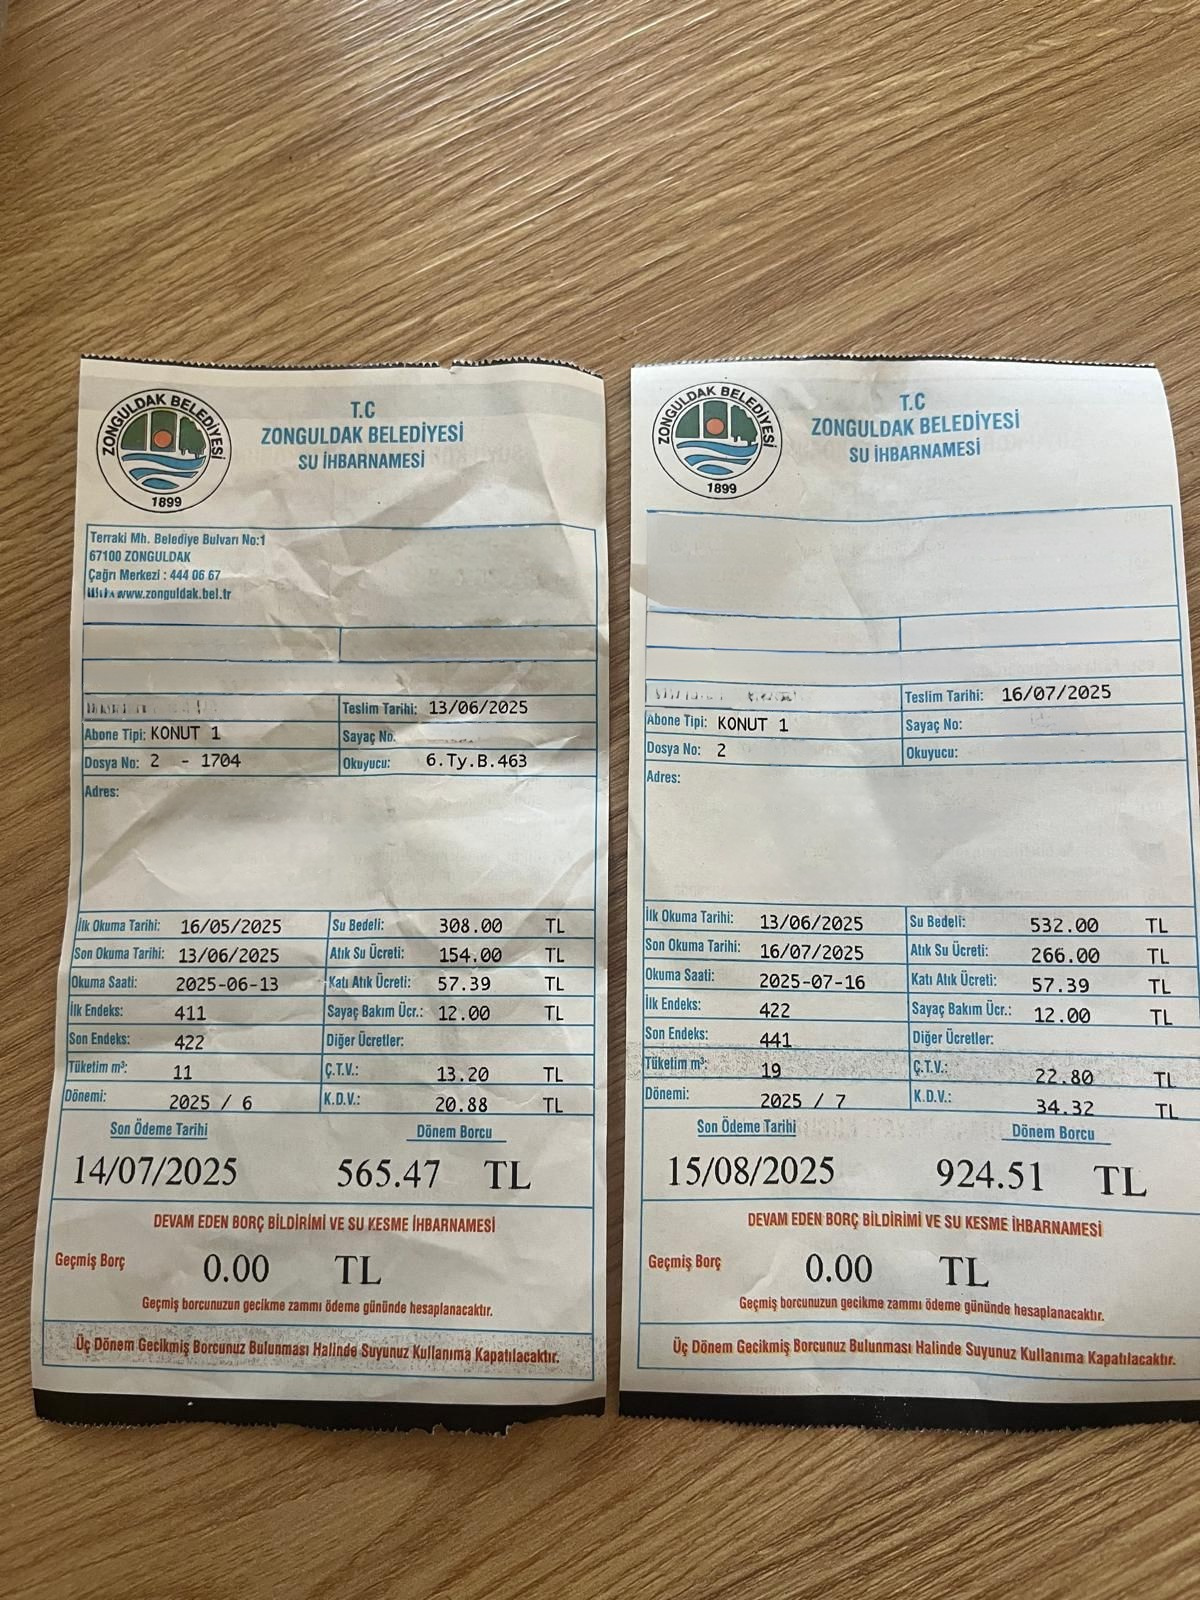 ZONGULDAK BELEDİYESİ
1899
T.C
ZONGULDAK BELEDİYESİ
SU İHBARNAMESİ
Terraki Mh. Belediye Bulvarı No:1
67100 ZONGULDAK
Çağrı Merkezi : 444 06 67
www.zonguldak.bel.tr
Teslim Tarihi: 13/06/2025
Abone Tipi: KONUT 1 Sayaç No:
Dosya No: 2 - 1704 Okuyucu: 6.Ty.B.463
Adres:
İlk Okuma Tarihi: 16/05/2025 Su Bedeli: 308.00 TL
Son Okuma Tarihi: 13/06/2025 Atık Su Ücreti: 154.00 TL
Okuma Saati: 2025-06-13 Katı Atık Ücreti: 57.39 TL
İlk Endeks: 411 Sayaç Bakım Ücr.: 12.00 TL
Son Endeks: 422 Diğer Ücretler:
Tüketim m³: 11 Ç.T.V.: 13.20 TL
Dönemi: 2025 / 6 K.D.V.: 20.88 TL
Son Ödeme Tarihi Dönem Borcu
14/07/2025 565.47 TL
DEVAM EDEN BORÇ BİLDİRİMİ VE SU KESME İHBARNAMESİ
Geçmiş Borç 0.00 TL
Geçmiş borcunuzun gecikme zammı ödeme gününde hesaplanacaktır.
Üç Dönem Gecikmiş Borcunuz Bulunması Halinde Suyunuz Kullanıma Kapatılacaktır.
ZONGULDAK BELEDİYESİ
1899
T.C
ZONGULDAK BELEDİYESİ
SU İHBARNAMESİ
Teslim Tarihi: 16/07/2025
Abone Tipi: KONUT 1 Sayaç No:
Dosya No: 2 Okuyucu:
Adres:
İlk Okuma Tarihi: 13/06/2025 Su Bedeli: 532.00 TL
Son Okuma Tarihi: 16/07/2025 Atık Su Ücreti: 266.00 TL
Okuma Saati: 2025-07-16 Katı Atık Ücreti: 57.39 TL
İlk Endeks: 422 Sayaç Bakım Ücr.: 12.00 TL
Son Endeks: 441 Diğer Ücretler:
Tüketim m³: 19 Ç.T.V.: 22.80 TL
Dönemi: 2025 / 7 K.D.V.: 34.32 TL
Son Ödeme Tarihi Dönem Borcu
15/08/2025 924.51 TL
DEVAM EDEN BORÇ BİLDİRİMİ VE SU KESME İHBARNAMESİ
Geçmiş Borç 0.00 TL
Geçmiş borcunuzun gecikme zammı ödeme gününde hesaplanacaktır.
Üç Dönem Gecikmiş Borcunuz Bulunması Halinde Suyunuz Kullanıma Kapatılacaktır.